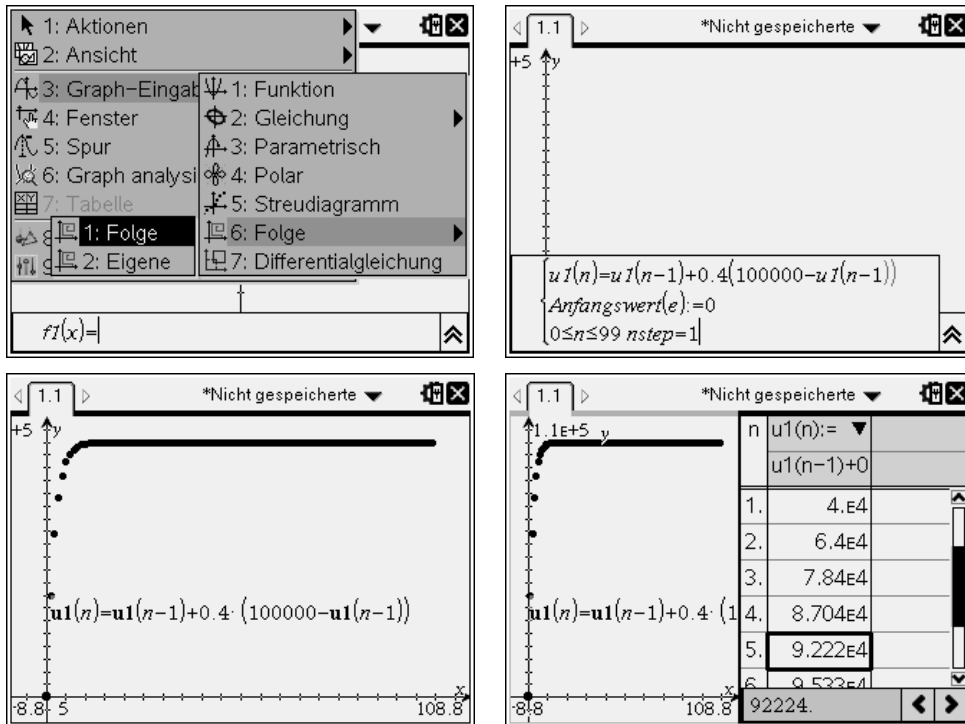 1: Aktionen
2: Ansicht
3: Graph-Eingab
4: Fenster
5: Spur
6: Graph analysi
7: Tabelle
8
9
1: Funktion
2: Gleichung
3: Parametrisch
4: Polar
5: Streudiagramm
6: Folge
7: Differentialgleichung
1: Folge
2: Eigene
f1(x)=
1.1 *Nicht gespeicherte
+5 y
u1(n)=u1(n-1)+0.4(100000-u1(n-1))
Anfangswert(e):=0
0≤n≤99 nstep=1
1.1 *Nicht gespeicherte
+5 y
u1(n)=u1(n-1)+0.4·(100000-u1(n-1))
x
-8.8 5 108.8
1.1 *Nicht gespeicherte
1.1E+5 y
u1(n)=u1(n-1)+0.4·(1
x
-8.8 108.8
n u1(n):= ▼
u1(n-1)+0
1. 4.E4
2. 6.4E4
3. 7.84E4
4. 8.704E4
5. 9.222E4
6. 9.533E4
92224.